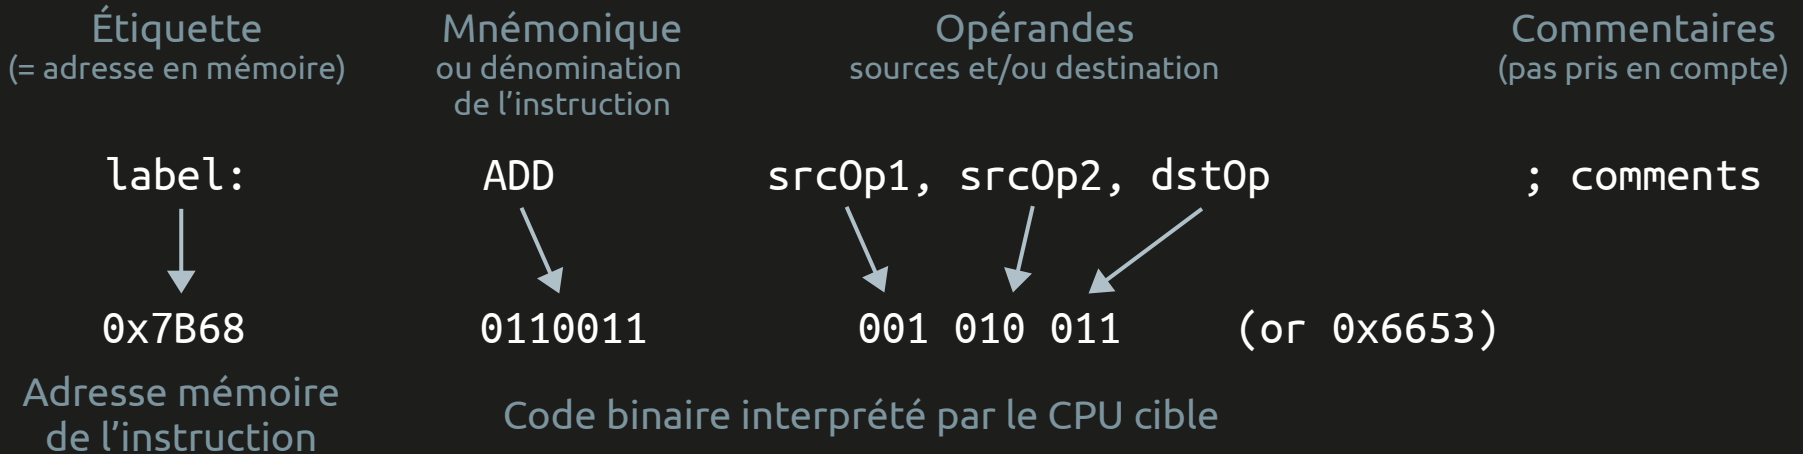 Étiquette
(= adresse en mémoire)
Mnémonique
ou dénomination
de l’instruction
Opérandes
sources et/ou destination
Commentaires
(pas pris en compte)
label: ADD srcOp1, srcOp2, dstOp ; comments
0x7B68 0110011 001 010 011 (or 0x6653)
Adresse mémoire
de l’instruction
Code binaire interprété par le CPU cible